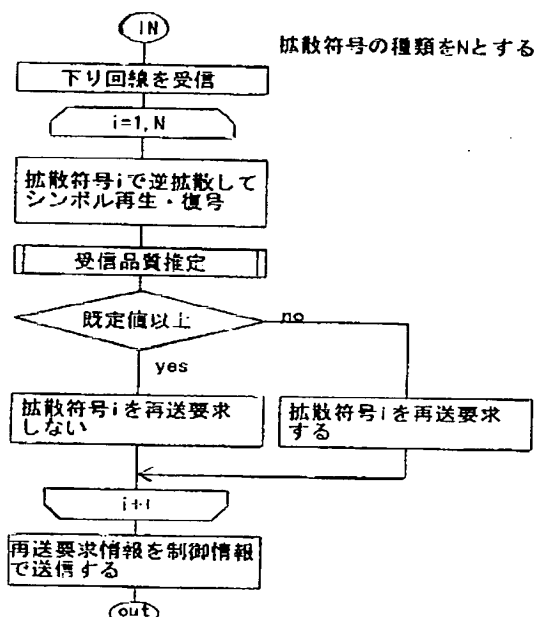 IN
拡散符号の種類をNとする
下り回線を受信
i=1,N
拡散符号iで逆拡散して
シンボル再生・復号
受信品質推定
既定値以上
no
yes
拡散符号iを再送要求
しない
拡散符号iを再送要求
する
i++
再送要求情報を制御情報
で送信する
out